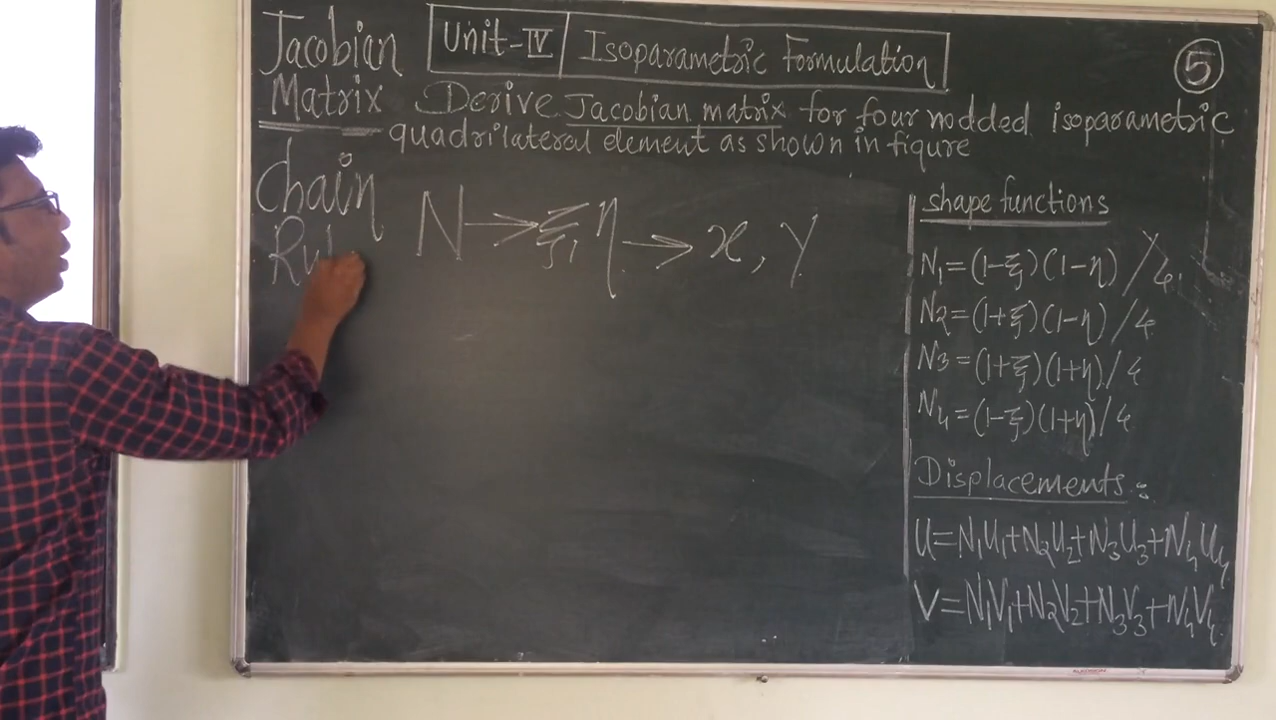 Jacobian
Matrix
Unit-IV Isoparametric Formulation
5
Derive Jacobian matrix for four nodded isoparametric
quadrilateral element as shown in figure
Chain
N→ξ,η→x,y
shape functions
N1=(1-ξ)(1-η)/4
N2=(1+ξ)(1-η)/4
N3=(1+ξ)(1+η)/4
N4=(1-ξ)(1+η)/4
Displacements:
U=N1U1+N2U2+N3U3+N4U4
V=N1V1+N2V2+N3V3+N4V4